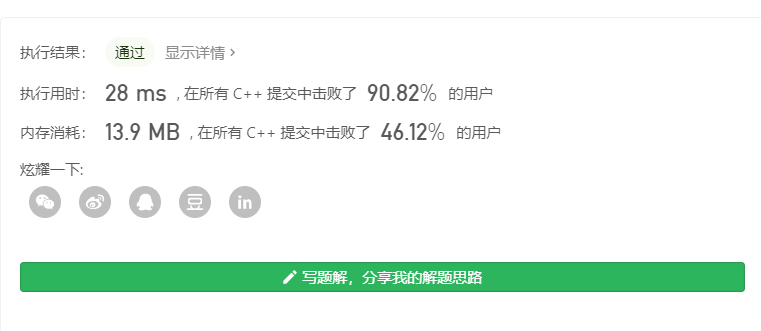 执行结果： 通过 显示详情 ›
执行用时： 28 ms , 在所有 C++ 提交中击败了 90.82% 的用户
内存消耗： 13.9 MB , 在所有 C++ 提交中击败了 46.12% 的用户
炫耀一下:
豆 in
写题解，分享我的解题思路